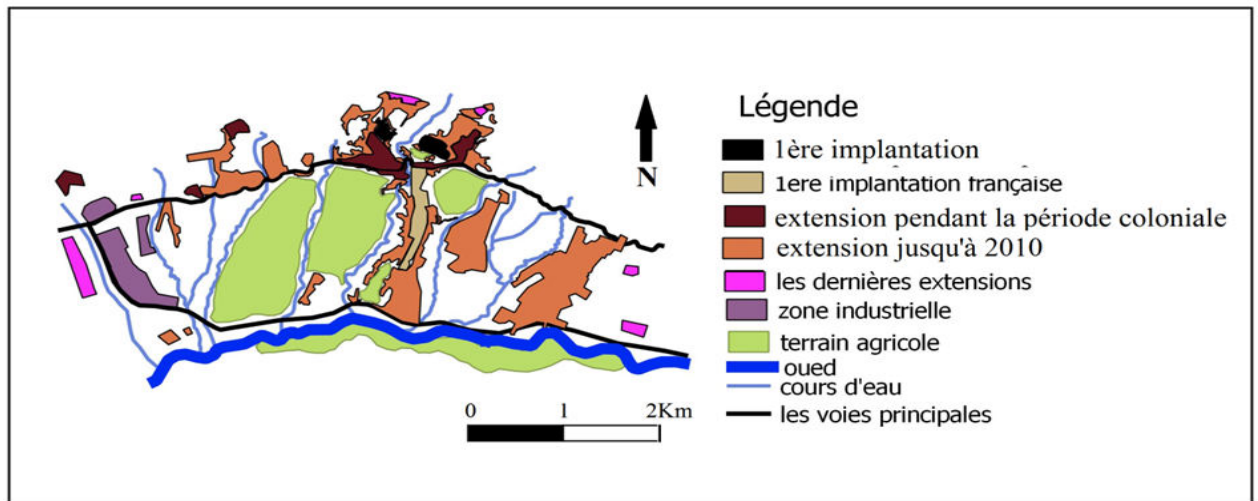 Légende
N
1ère implantation
1ere implantation française
extension pendant la période coloniale
extension jusqu'à 2010
les dernières extensions
zone industrielle
terrain agricole
oued
cours d'eau
les voies principales
0 1 2Km